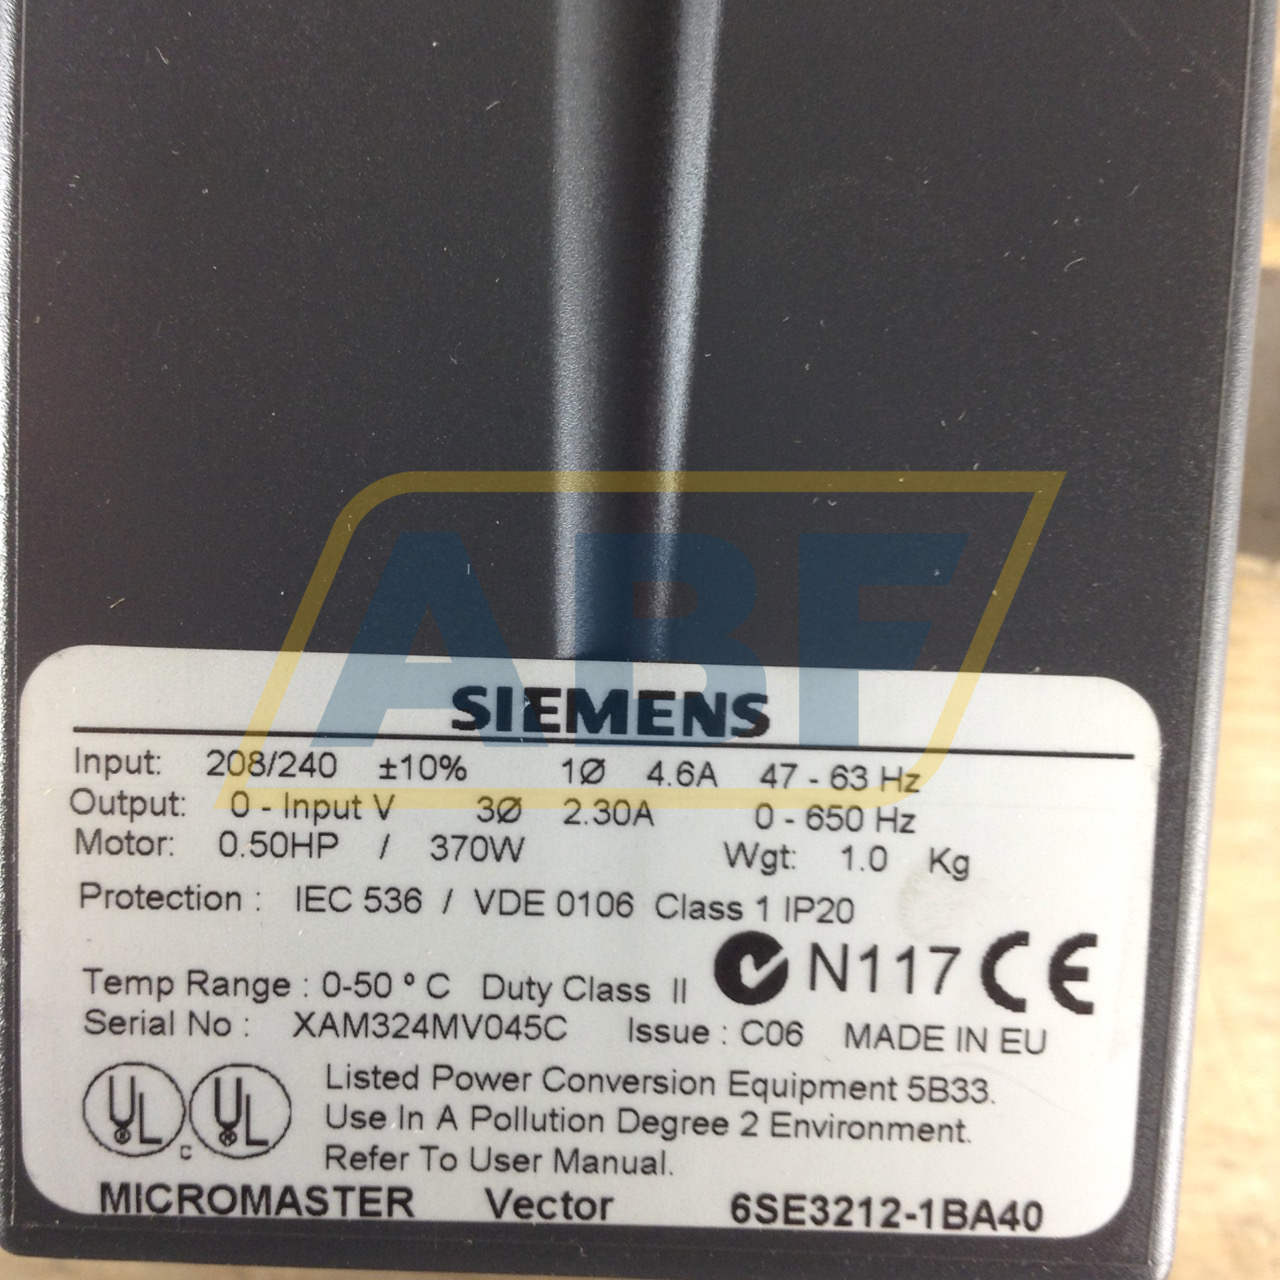 ABF
SIEMENS
Input: 208/240 ±10% 1Ø 4.6A 47 - 63 Hz
Output: 0 - Input V 3Ø 2.30A 0 - 650 Hz
Motor: 0.50HP / 370W Wgt: 1.0 Kg
Protection : IEC 536 / VDE 0106 Class 1 IP20
N117 CE
Temp Range : 0-50 º C Duty Class II
Serial No : XAM324MV045C Issue : C06 MADE IN EU
UL c UL
Listed Power Conversion Equipment 5B33.
Use In A Pollution Degree 2 Environment.
Refer To User Manual.
MICROMASTER Vector 6SE3212-1BA40